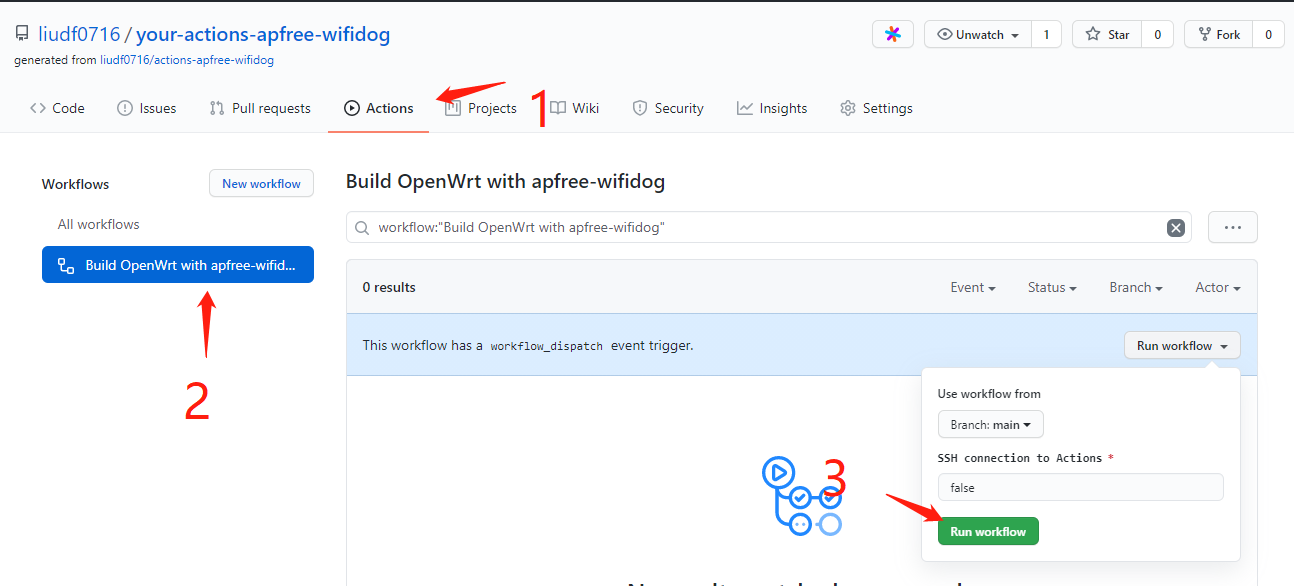 liudf0716 / your-actions-apfree-wifidog
Unwatch 1 Star 0 Fork 0
generated from liudf0716/actions-apfree-wifidog
Code Issues Pull requests Actions Projects 1 Wiki Security Insights Settings
Workflows
New workflow
All workflows
Build OpenWrt with apfree-wifid...
2
Build OpenWrt with apfree-wifidog
workflow:"Build OpenWrt with apfree-wifidog"
...
0 results Event Status Branch Actor
This workflow has a workflow_dispatch event trigger. Run workflow
Use workflow from
Branch: main
SSH connection to Actions *
false
3
Run workflow